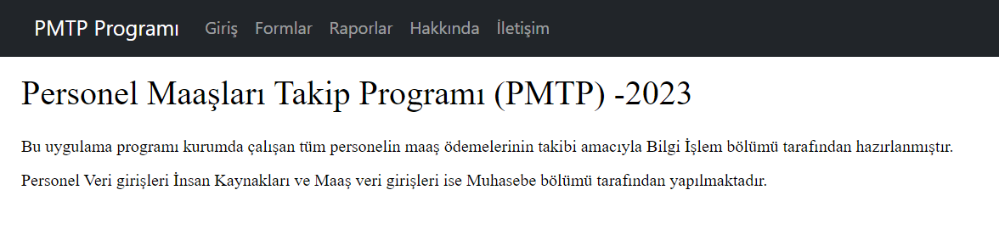 PMTP Programı Giriş Formlar Raporlar Hakkında İletişim
Personel Maaşları Takip Programı (PMTP) -2023
Bu uygulama programı kurumda çalışan tüm personelin maaş ödemelerinin takibi amacıyla Bilgi İşlem bölümü tarafından hazırlanmıştır.
Personel Veri girişleri İnsan Kaynakları ve Maaş veri girişleri ise Muhasebe bölümü tarafından yapılmaktadır.